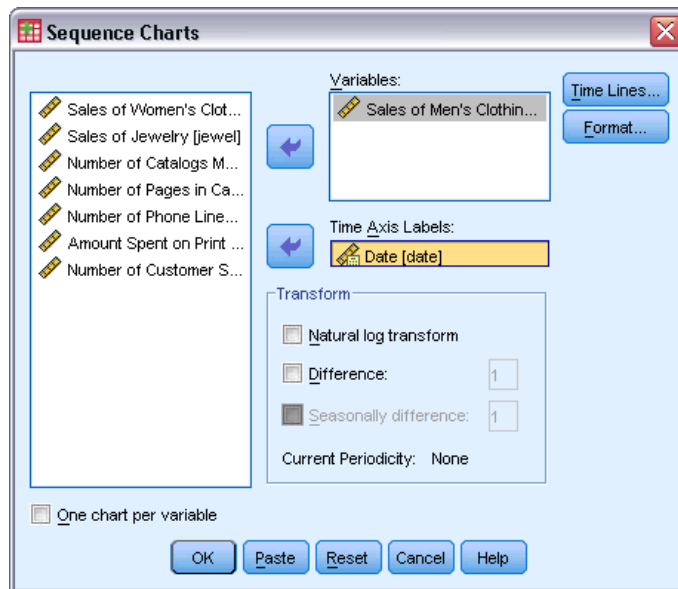 Sequence Charts
Variables:
Sales of Women's Clot...
Sales of Jewelry [jewel]
Number of Catalogs M...
Number of Pages in Ca...
Number of Phone Line...
Amount Spent on Print ...
Number of Customer S...
Sales of Men's Clothin...
Time Lines...
Format...
Time Axis Labels:
Date [date]
Transform
Natural log transform
Difference: 1
Seasonally difference: 1
Current Periodicity: None
One chart per variable
OK Paste Reset Cancel Help